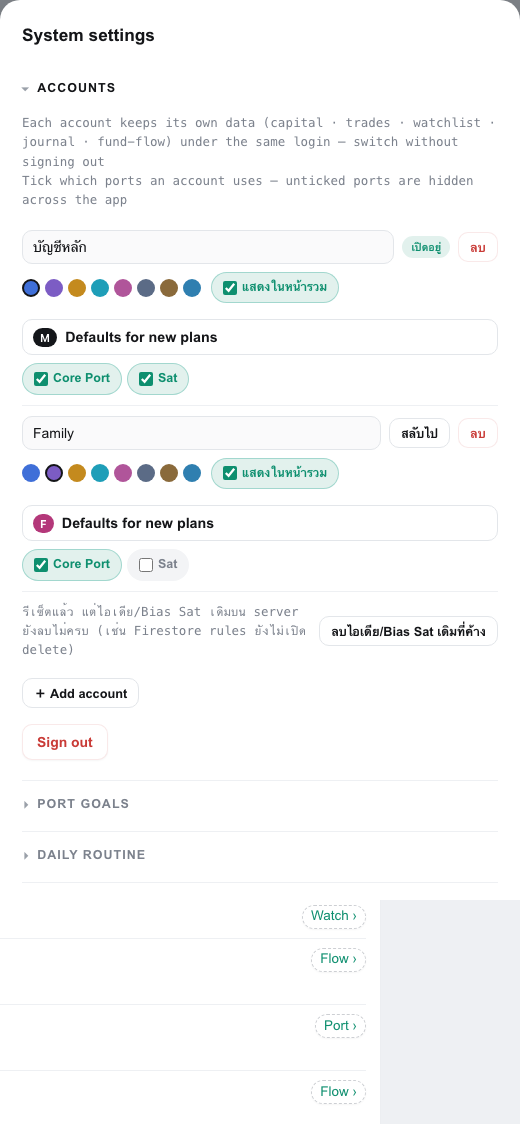 System settings
ACCOUNTS
Each account keeps its own data (capital · trades · watchlist ·
journal · fund-flow) under the same login — switch without
signing out
Tick which ports an account uses — unticked ports are hidden
across the app
บัญชีหลัก เปิดอยู่ ลบ
แสดงในหน้ารวม
M Defaults for new plans
Core Port Sat
Family สลับไป ลบ
แสดงในหน้ารวม
F Defaults for new plans
Core Port Sat
รีเซ็ตแล้ว แต่ไอเดีย/Bias Sat เดิมบน server
ยังลบไม่ครบ (เช่น Firestore rules ยังไม่เปิด
delete)
ลบไอเดีย/Bias Sat เดิมที่ค้าง
+ Add account
Sign out
PORT GOALS
DAILY ROUTINE
Watch ›
Flow ›
Port ›
Flow ›